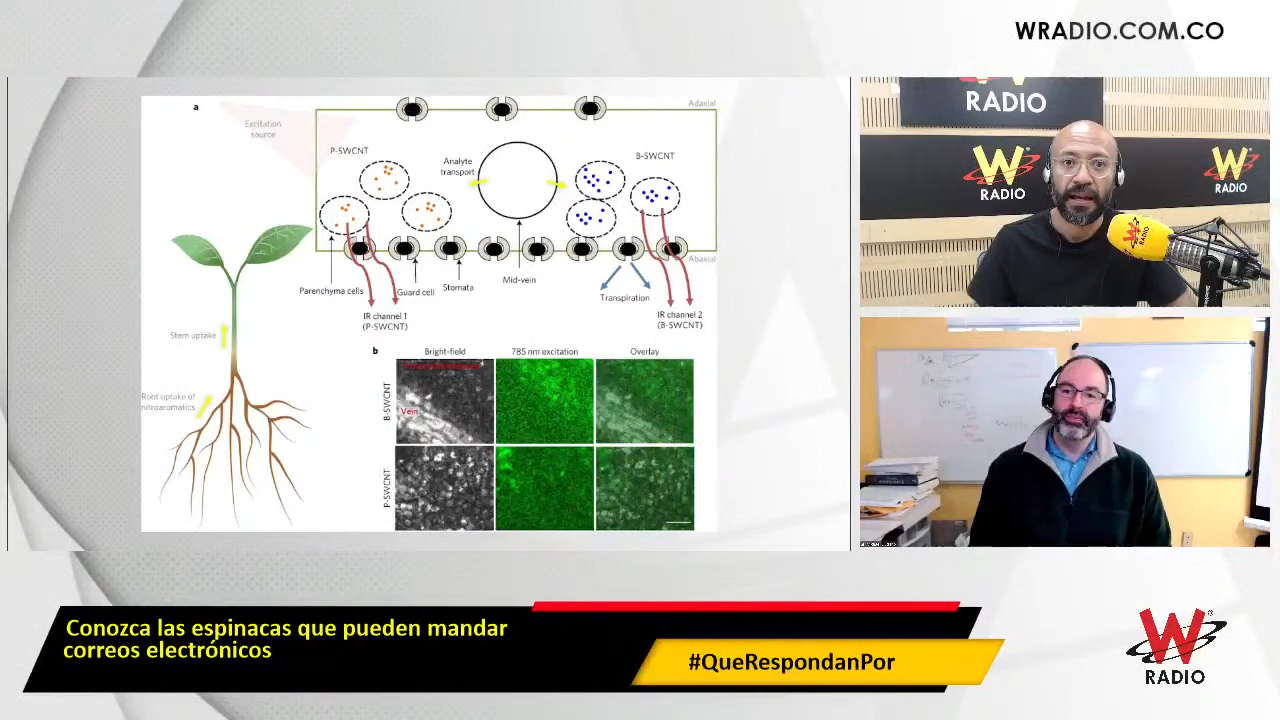 WRADIO.COM.CO
a
Excitation
source
Adaxial
P-SWCNT
Analyte
transport
B-SWCNT
Abaxial
Parenchyma cells
Guard cell
Stomata
Mid-vein
Transpiration
IR channel 1
(P-SWCNT)
IR channel 2
(B-SWCNT)
Stem uptake
Root uptake of
nitroaromatics
b
Bright-field
785 nm excitation
Overlay
B-SWCNT
Vein
P-SWCNT
RADIO
W
RADIO
W
RADIO
W
RADIO
Conozca las espinacas que pueden mandar
correos electrónicos
#QueRespondanPor
W®
RADIO